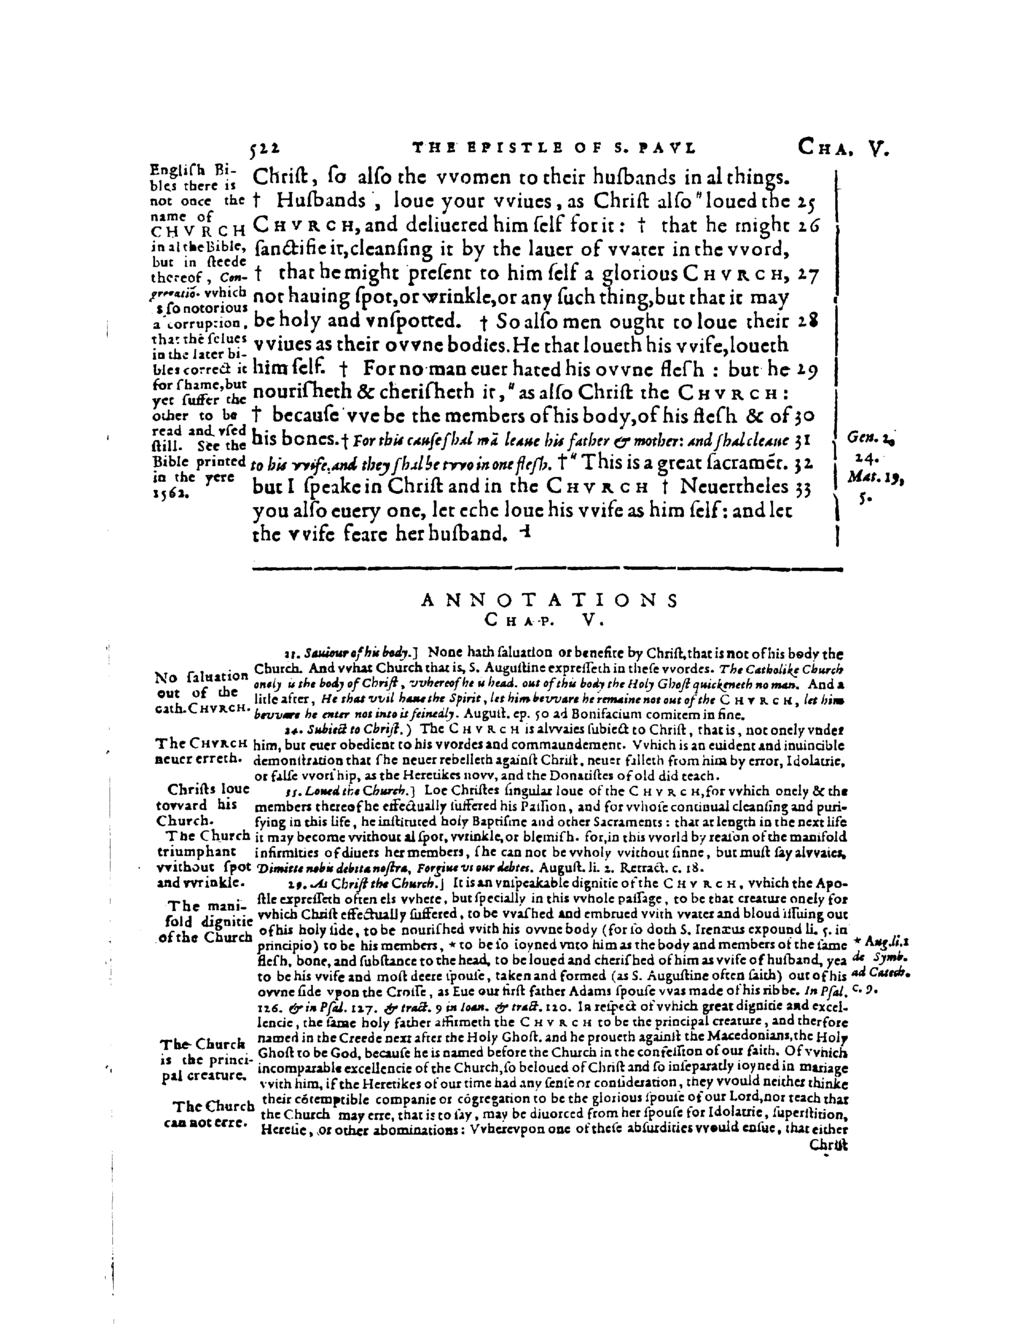 522 THE EPISTLE OF S. PAVL CHA. V.
Engliſh Bi-
bles there is
not once the
name of
CHVRCH
in al the Bible,
but in ſteede
thereof, Con-
gregatiō. vvhich
is ſo notorious
a corruption,
that thē ſelues
in the later bi-
bles correct it
for ſhame, but
yet ſuffer the
other to be
read and vſed
ſtill. See the
Bible printed
in the yere
1562.
Chriſt, ſo alſo the vvomen to their huſbands in al things.
† Huſbands, loue your vviues, as Chriſt alſo "loued the 25
CHVRCH, and deliuered him ſelf for it: † that he might 26
ſanctifie it, cleanſing it by the lauer of vvater in the vvord,
† that he might preſent to him ſelf a glorious CHVRCH, 27
not hauing ſpot, or wrinkle, or any ſuch thing, but that it may
be holy and vnſpotted. † So alſo men ought to loue their 28
vviues as their ovvne bodies. He that loueth his vvife, loueth
him ſelf. † For no man euer hated his ovvne fleſh: but he 29
nouriſheth & cheriſheth it, "as alſo Chriſt the CHVRCH:
† becauſe vve be the members of his body, of his fleſh & of 30
his bones. † For this cauſe ſhal mā leaue his father & mother: and ſhal cleaue 31
to his vvife, and they ſhal be tvvo in one fleſh. † "This is a great ſacramēt. 32
but I ſpeake in Chriſt and in the CHVRCH † Neuertheles 33
you alſo euery one, let eche loue his vvife as him ſelf: and let
the vvife feare her huſband. ⊣
Gen. 2,
24.
Mat. 19,
5.
ANNOTATIONS
CHAP. V.
21. Sauiour of his body.] None hath ſaluation or benefite by Chriſt, that is not of his body the
Church. And vvhat Church that is, S. Auguſtine expreſſeth in theſe vvordes. The Catholike Church
onely is the body of Chriſt, vvhereof he is head. out of this body the Holy Ghoſt quickeneth no man. And a
litle after, He that vvil haue the Spirit, let him bevvare he remaine not out of the CHVRCH, let him
bevvare he enter not into it feinedly. Auguſt. ep. 50 ad Bonifacium comitem in fine.
No ſaluation
out of the
cath. CHVRCH.
24. Subiect to Chriſt.) The CHVRCH is alvvaies ſubiect to Chriſt, that is, not onely vnder
him, but euer obedient to his vvordes and commaundement. Vvhich is an euident and inuincible
demonſtration that ſhe neuer rebelleth againſt Chriſt, neuer falleth from him by error, Idolatrie,
or falſe vvorſhip, as the Heretikes novv, and the Donatiſtes of old did teach.
The CHVRCH
neuer erreth.
25. Loued the Church.] Loe Chriſtes ſingular loue of the CHVRCH, for vvhich onely & the
members thereof he effectually ſuffered his Paſſion, and for vvhoſe continual cleanſing and puri-
fying in this life, he inſtituted holy Baptiſme and other Sacraments: that at length in the next life
it may become vvithout al ſpot, vvrinkle, or blemiſh. for, in this vvorld by reaſon of the manifold
infirmities of diuers her members, ſhe can not be vvholy vvithout ſinne, but muſt ſay alvvaies,
Dimitte nobis debita noſtra, Forgiue vs our debtes. Auguſt. li. 2. Retract. c. 18.
Chriſts loue
tovvard his
Church.
The Church
triumphant
vvithout ſpot
and vvrinkle.
29. As Chriſt the Church.] It is an vnſpeakable dignitie of the CHVRCH, vvhich the Apo-
ſtle expreſſeth often els vvhere, but ſpecially in this vvhole paſſage, to be that creature onely for
vvhich Chriſt effectually ſuffered, to be vvaſhed and embrued vvith vvater and bloud iſſuing out
of his holy ſide, to be nouriſhed vvith his ovvne body (for ſo doth S. Irenæus expound li. 5. in
principio) to be his members, * to be ſo ioyned vnto him as the body and members of the ſame
fleſh, bone, and ſubſtance to the head, to be loued and cheriſhed of him as vvife of huſband, yea
to be his vvife and moſt deere ſpouſe, taken and formed (as S. Auguſtine often ſaith) out of his
ovvne ſide vpon the Croſſe, as Eue our firſt father Adams ſpouſe vvas made of his ribbe. In Pſal.
126. & in Pſal. 127. & tract. 9 in Ioan. & tract. 120. In reſpect of vvhich great dignitie and excel-
lencie, the ſame holy father affirmeth the CHVRCH to be the principal creature, and therfore
named in the Creede next after the Holy Ghoſt. and he proueth againſt the Macedonians, the Holy
Ghoſt to be God, becauſe he is named before the Church in the confeſſion of our faith. Of vvhich
incomparable excellencie of the Church, ſo beloued of Chriſt and ſo inſeparatly ioyned in mariage
vvith him, if the Heretikes of our time had any ſenſe or conſideration, they vvould neither thinke
their cōtemptible companie or cōgregation to be the glorious ſpouſe of our Lord, nor teach that
the Church may erre, that is to ſay, may be diuorced from her ſpouſe for Idolatrie, ſuperſtition,
Hereſie, or other abominations: Vvherevpon one of theſe abſurdities vvould enſue, that either
Chriſt
The mani-
fold dignitie
of the Church
* Aug. li. 2
de Symb.
ad Catech.
c. 9.
The Church
is the princi-
pal creature.
The Church
can not erre.